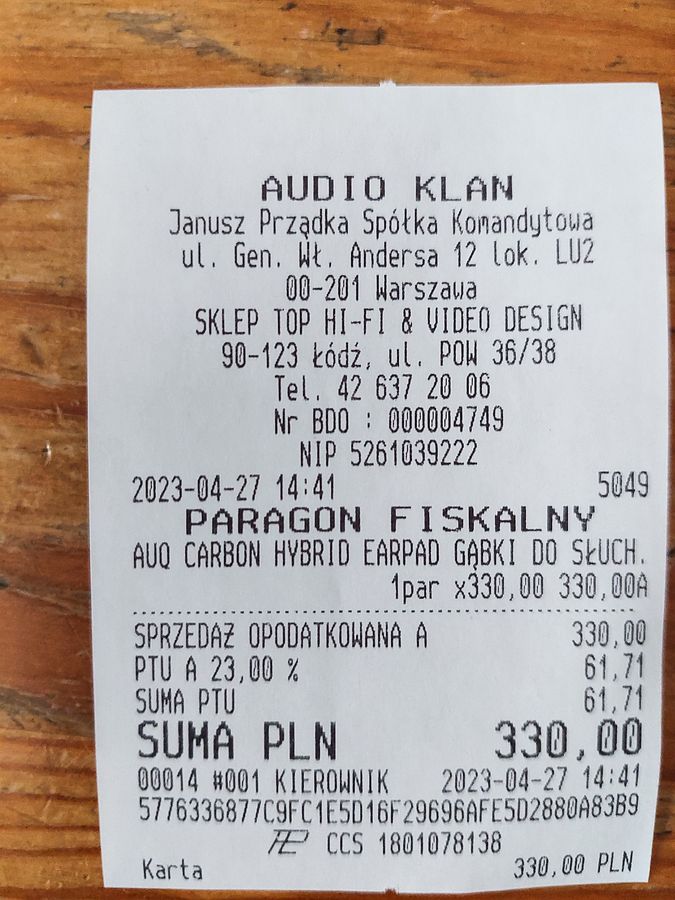 AUDIO KLAN
Janusz Prządka Spółka Komandytowa
ul. Gen. Wł. Andersa 12 lok. LU2
00-201 Warszawa
SKLEP TOP HI-FI & VIDEO DESIGN
90-123 Łódź, ul. POW 36/38
Tel. 42 637 20 06
Nr BDO : 000004749
NIP 5261039222
2023-04-27 14:41 5049
PARAGON FISKALNY
AUQ CARBON HYBRID EARPAD GĄBKI DO SŁUCH.
1par x330,00 330,00A
SPRZEDAŻ OPODATKOWANA A 330,00
PTU A 23,00 % 61,71
SUMA PTU 61,71
SUMA PLN 330,00
00014 #001 KIEROWNIK 2023-04-27 14:41
5776336877C9FC1E5D16F29696AFE5D2880A83B9
CCS 1801078138
Karta 330,00 PLN